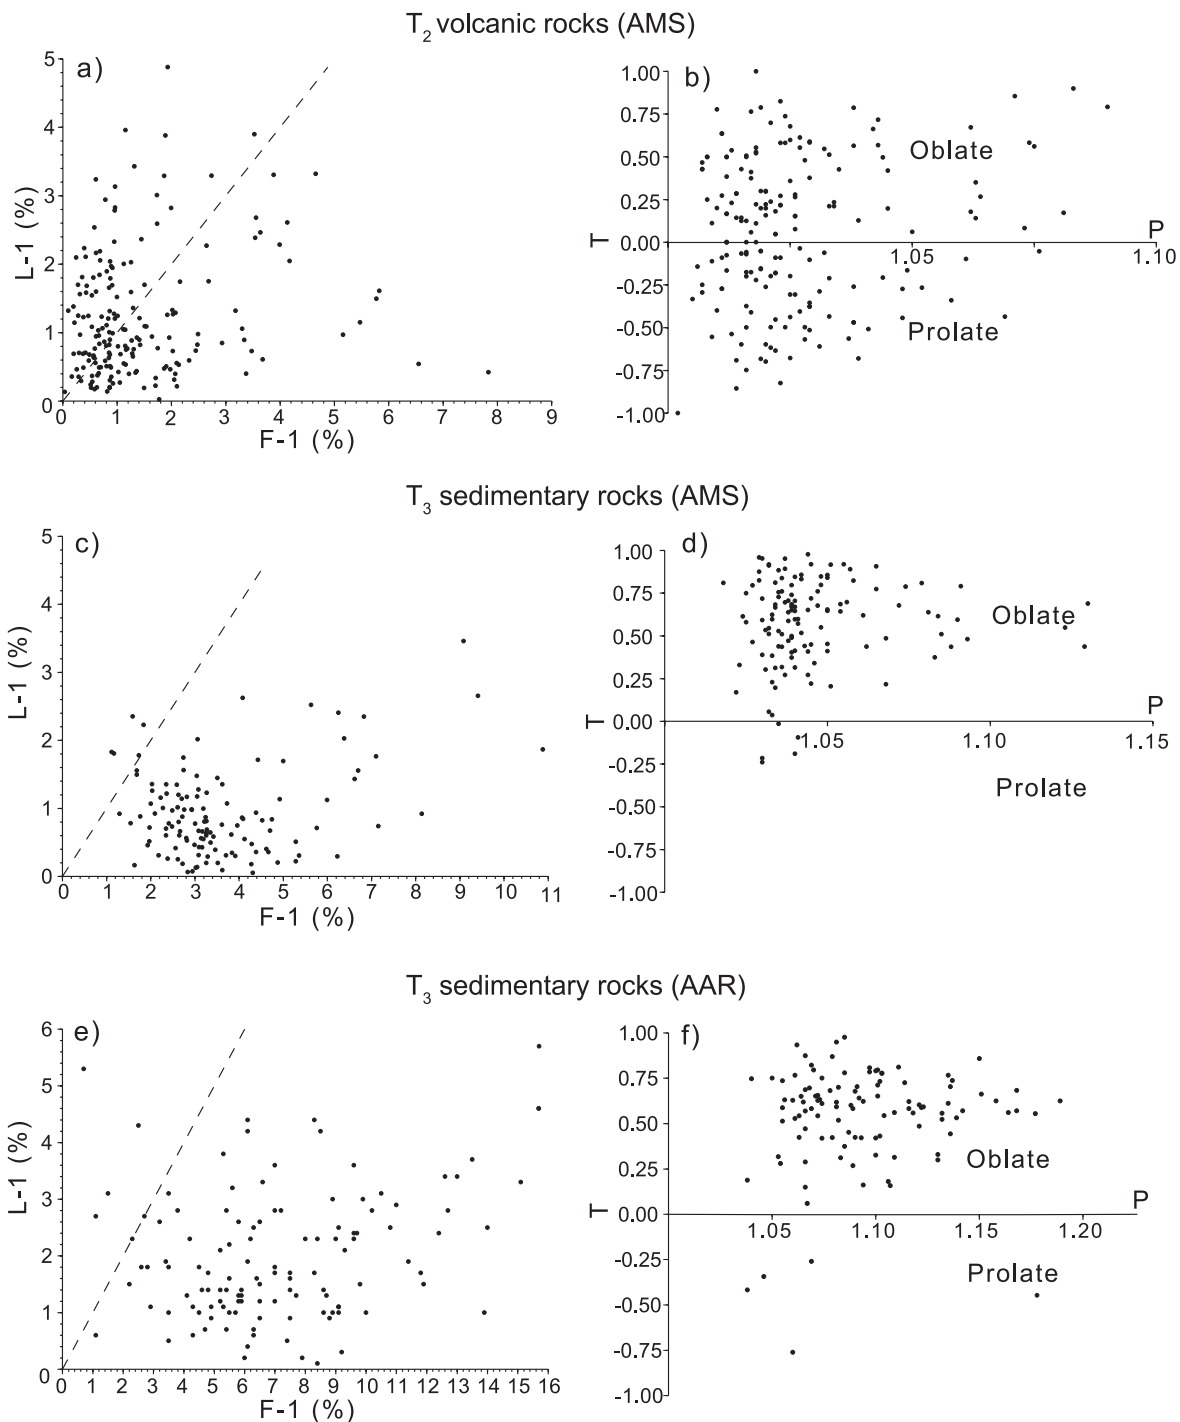 T2 volcanic rocks (AMS)
a)
5
4
3
2
1
0
L-1 (%)
0 1 2 3 4 5 6 7 8 9
F-1 (%)
b)
1.00
0.75
0.50
0.25
0.00
-0.25
-0.50
-0.75
-1.00
T
Oblate
P
1.05 1.10
Prolate
T3 sedimentary rocks (AMS)
c)
5
4
3
2
1
0
L-1 (%)
0 1 2 3 4 5 6 7 8 9 10 11
F-1 (%)
d)
1.00
0.75
0.50
0.25
0.00
-0.25
-0.50
-0.75
-1.00
T
Oblate
P
1.05 1.10 1.15
Prolate
T3 sedimentary rocks (AAR)
e)
6
5
4
3
2
1
0
L-1 (%)
0 1 2 3 4 5 6 7 8 9 10 11 12 13 14 15 16
F-1 (%)
f)
1.00
0.75
0.50
0.25
0.00
-0.25
-0.50
-0.75
-1.00
T
Oblate
P
1.05 1.10 1.15 1.20
Prolate